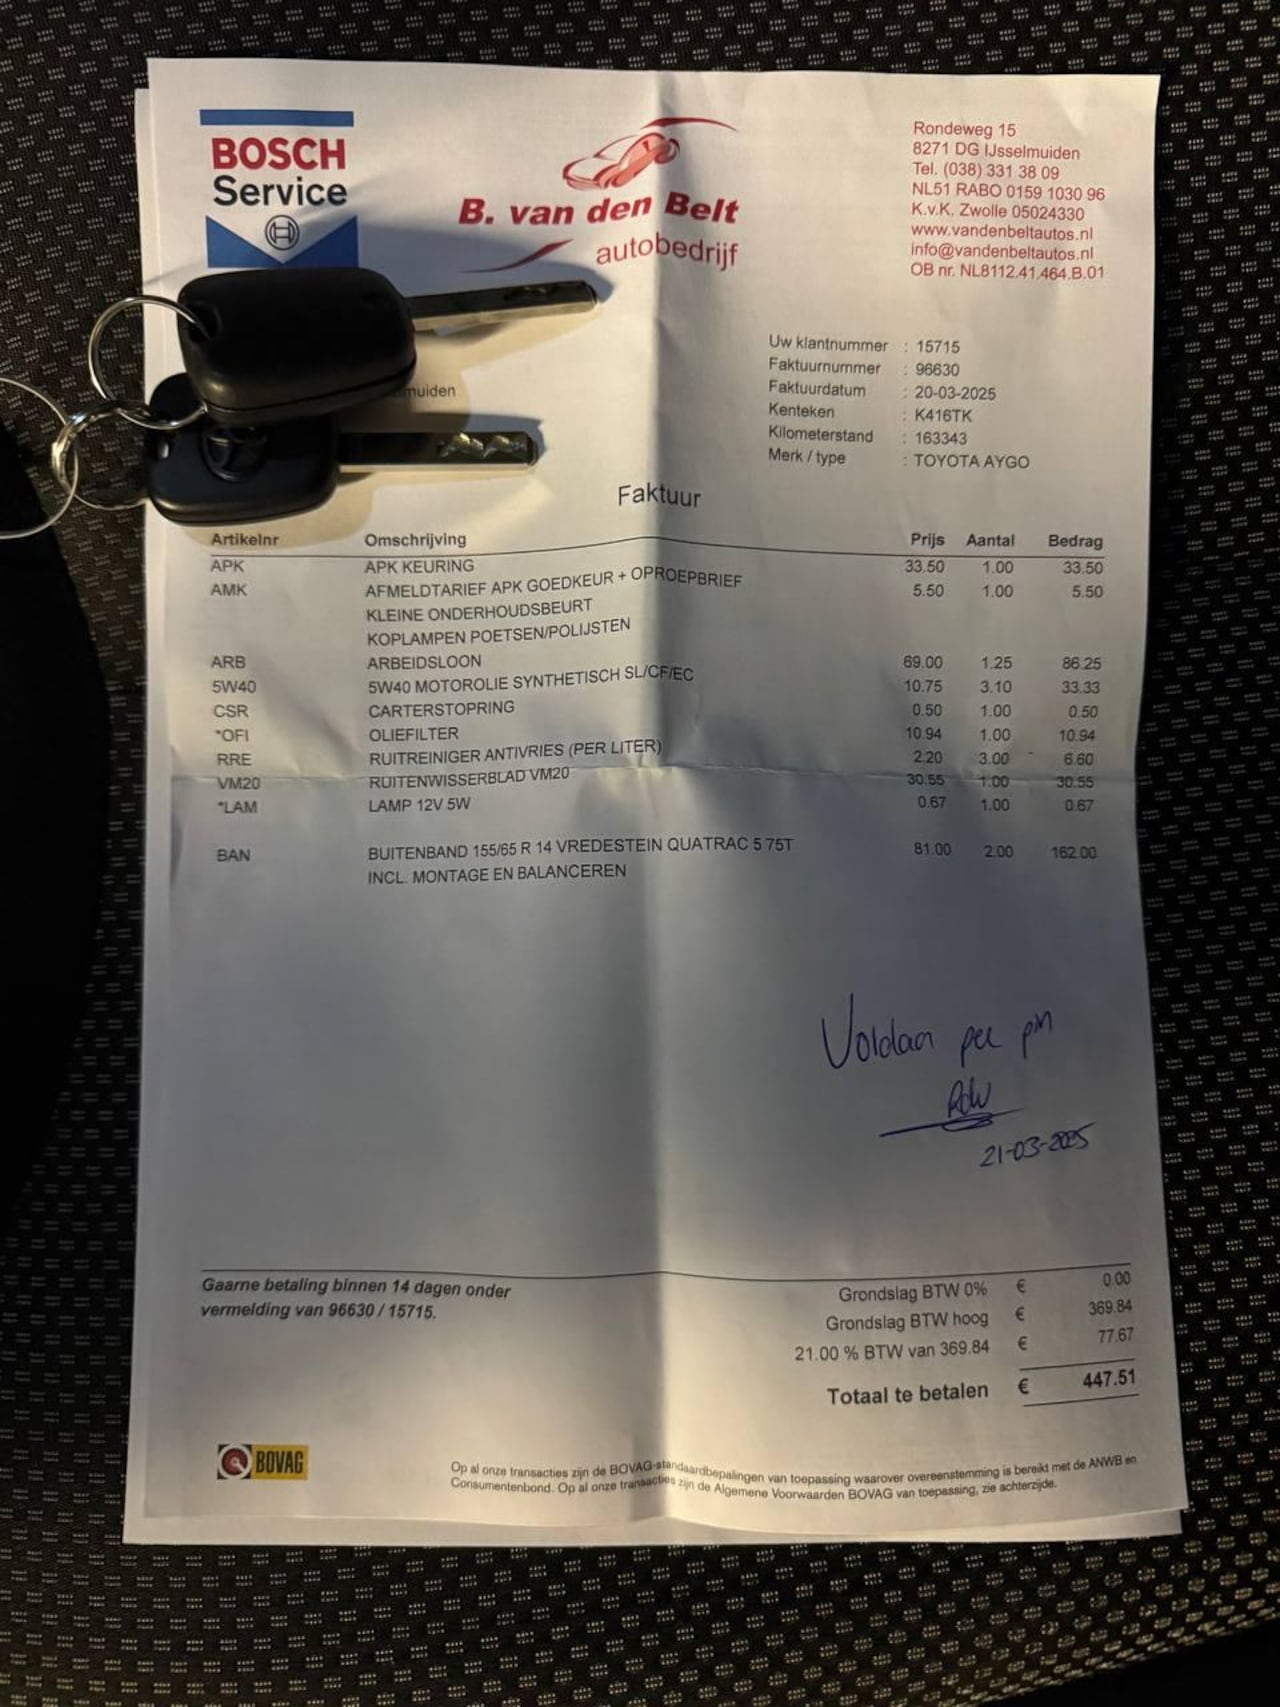 BOSCH
Service
B. van den Belt
autobedrijf
Rondeweg 15
8271 DG IJsselmuiden
Tel. (038) 331 38 09
NL51 RABO 0159 1030 96
K.v.K. Zwolle 05024330
www.vandenbeltautos.nl
info@vandenbeltautos.nl
OB nr. NL8112.41.464.B.01
muiden
Uw klantnummer : 15715
Faktuurnummer : 96630
Faktuurdatum : 20-03-2025
Kenteken : K416TK
Kilometerstand : 163343
Merk / type : TOYOTA AYGO
Faktuur
Artikelnr Omschrijving Prijs Aantal Bedrag
APK APK KEURING 33.50 1.00 33.50
AMK AFMELDTARIEF APK GOEDKEUR + OPROEPBRIEF 5.50 1.00 5.50
KLEINE ONDERHOUDSBEURT
KOPLAMPEN POETSEN/POLIJSTEN
ARB ARBEIDSLOON 69.00 1.25 86.25
5W40 5W40 MOTOROLIE SYNTHETISCH SL/CF/EC 10.75 3.10 33.33
CSR CARTERSTOPRING 0.50 1.00 0.50
*OFI OLIEFILTER 10.94 1.00 10.94
RRE RUITREINIGER ANTIVRIES (PER LITER) 2.20 3.00 6.60
VM20 RUITENWISSERBLAD VM20 30.55 1.00 30.55
*LAM LAMP 12V 5W 0.67 1.00 0.67
BAN BUITENBAND 155/65 R 14 VREDESTEIN QUATRAC 5 75T 81.00 2.00 162.00
INCL. MONTAGE EN BALANCEREN
Voldaan per pin
RdW
21-03-2025
Gaarne betaling binnen 14 dagen onder
vermelding van 96630 / 15715.
Grondslag BTW 0% € 0.00
Grondslag BTW hoog € 369.84
21.00 % BTW van 369.84 € 77.67
Totaal te betalen € 447.51
BOVAG
Op al onze transacties zijn de BOVAG-standaardbepalingen van toepassing waarover overeenstemming is bereikt met de ANWB en
Consumentenbond. Op al onze transacties zijn de Algemene Voorwaarden BOVAG van toepassing, zie achterzijde.